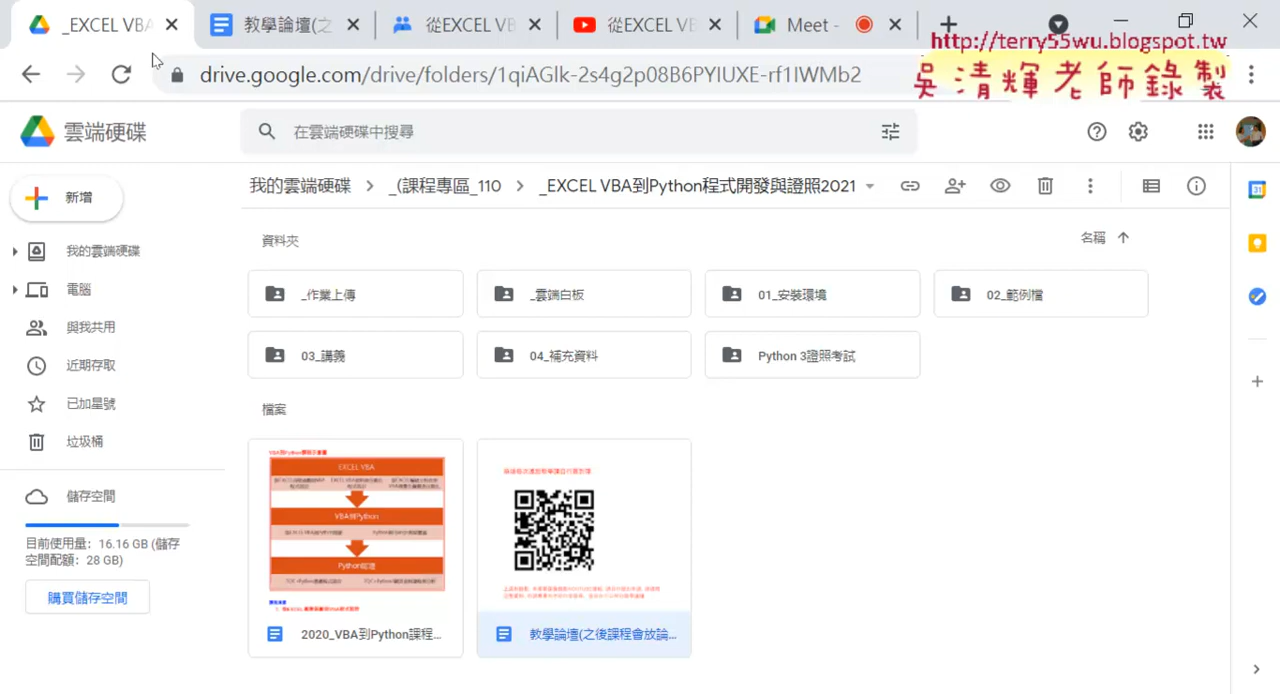 _EXCEL VBA
教學論壇(之
從EXCEL VB
從EXCEL VB
Meet -
http://terry55wu.blogspot.tw
drive.google.com/drive/folders/1qiAGlk-2s4g2p08B6PYIUXE-rf1IWMb2
吳清輝老師錄製
雲端硬碟
在雲端硬碟中搜尋
新增
我的雲端硬碟
_(課程專區_110
_EXCEL VBA到Python程式開發與證照2021
資料夾
名稱
我的雲端硬碟
電腦
與我共用
近期存取
已加星號
垃圾桶
儲存空間
目前使用量：16.16 GB (儲存
空間配額：28 GB)
購買儲存空間
_作業上傳
_雲端白板
01_安裝環境
02_範例檔
03_講義
04_補充資料
Python 3證照考試
檔案
EXCEL VBA
VBA到Python
2020_VBA到Python課程...
教學論壇(之後課程會放論...
31